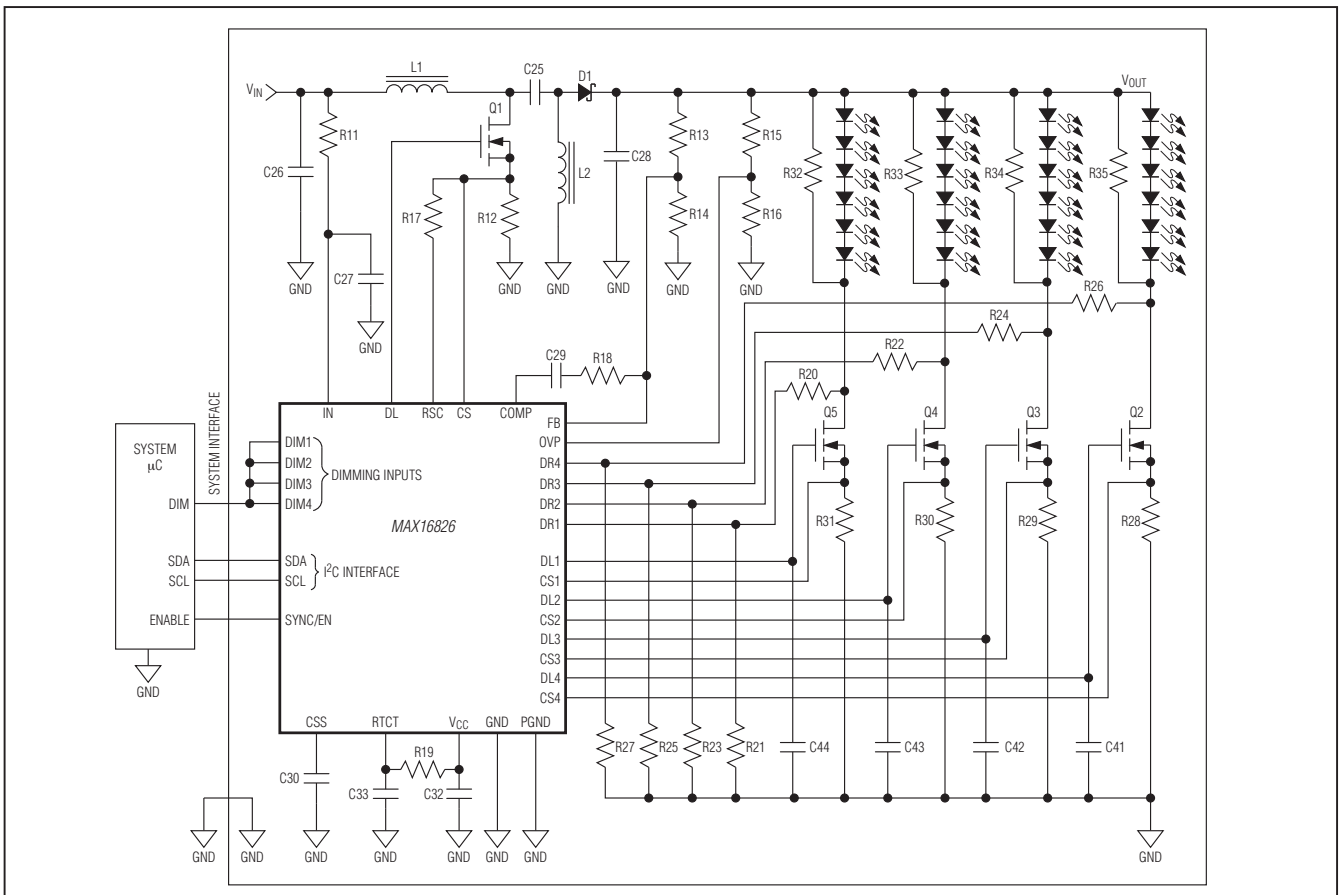 L1
C25
D1
VIN
VOUT
Q1
R11
R13
R15
C26
C28
L2
R32
R33
R34
R35
R17
R12
R14
R16
C27
GND
GND
GND
GND
GND
GND
GND
R26
R24
R22
R20
C29
R18
SYSTEM INTERFACE
IN
DL
RSC
CS
COMP
FB
OVP
DR4
DR3
DR2
DR1
DL1
CS1
DL2
CS2
DL3
CS3
DL4
CS4
Q5
Q4
Q3
Q2
SYSTEM
µC
DIM
SDA
SCL
ENABLE
GND
DIM1
DIM2
DIM3
DIM4
DIMMING INPUTS
MAX16826
SDA
SCL
I2C INTERFACE
SYNC/EN
R31
R30
R29
R28
CSS
RTCT
VCC
GND
PGND
R19
C30
C33
C32
R27
R25
R23
R21
C44
C43
C42
C41
GND
GND
GND
GND
GND
GND
GND
GND